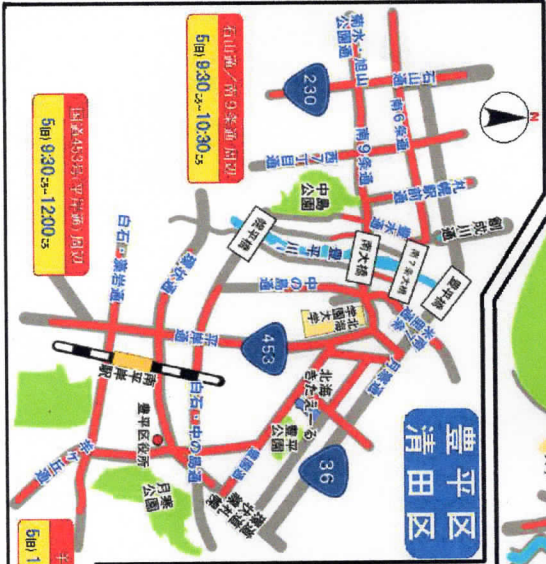 豊平区
清田区
石山通/南9条通 周辺
5(日) 9:30ごろ~10:30ごろ
国道453号(平岸通)周辺
5(日) 9:30ごろ~12:00ごろ
N
230
453
36
菊水・旭山公園通
石山通
南6条通
南9条通
西7丁目通
札幌駅前通
創成川通
中島公園
豊水通
豊平川
幌平橋
南大橋
南7条大橋
豊平橋
中の島通
北海学園大学
月寒通
環状通
白石・藻岩通
平岸通
南平岸駅
白石・中の島通
豊平区役所
北海きたえーる
豊平公園
月寒公園
羊ケ丘通
5(日) 1